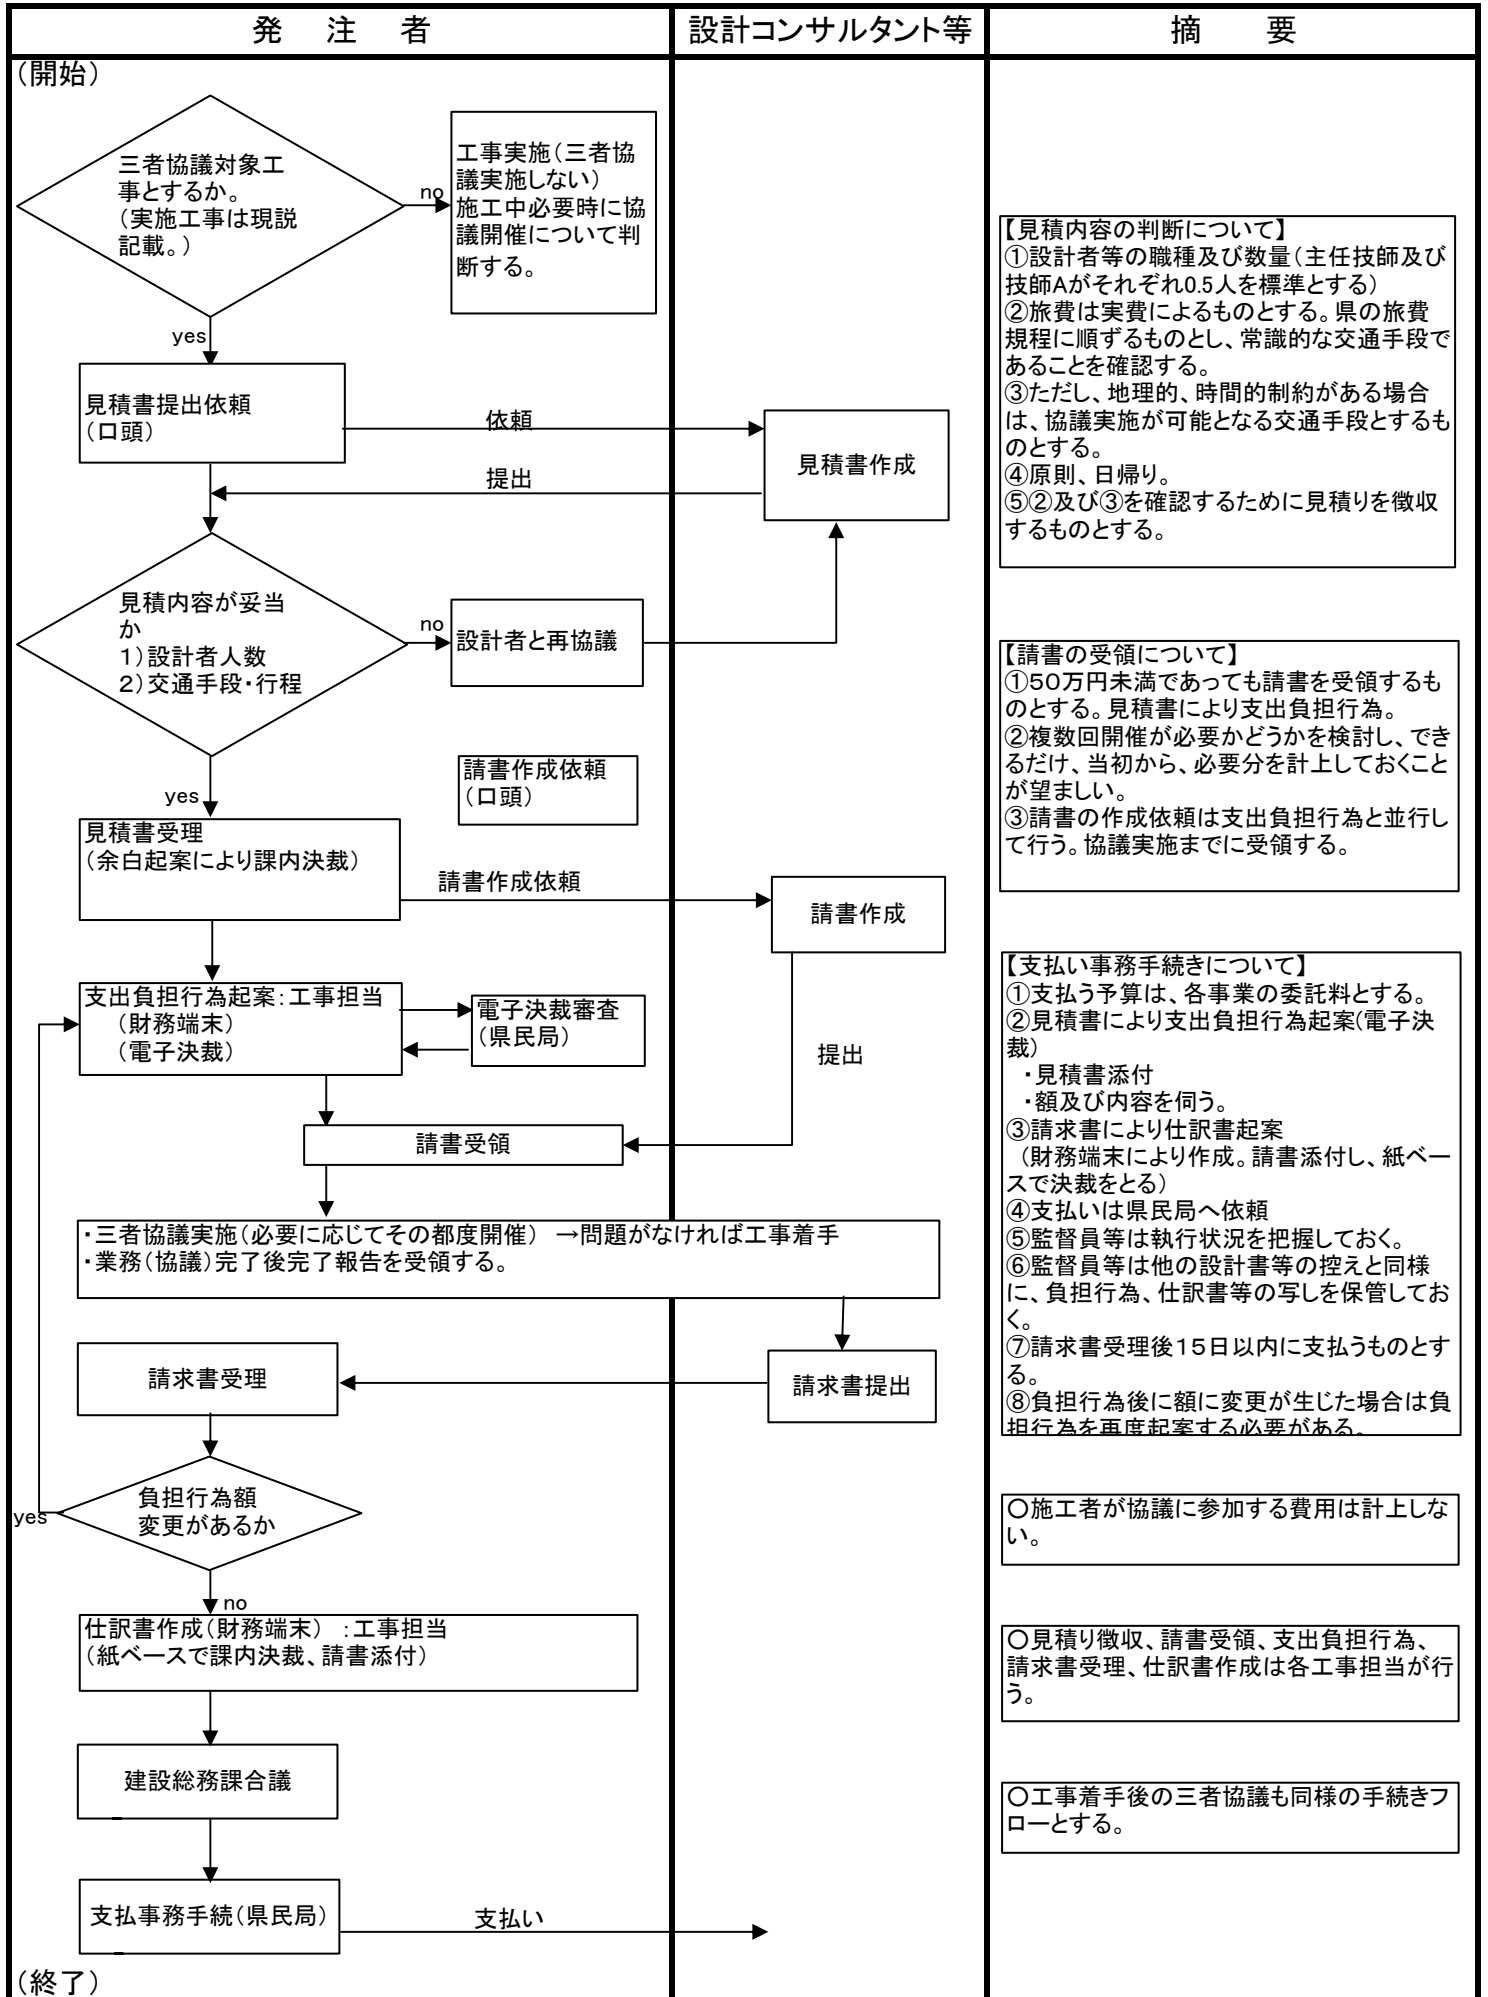 発　注　者
設計コンサルタント等
摘　　要
（開始）
三者協議対象工
事とするか。
（実施工事は現説
記載。）
no
工事実施（三者協
議実施しない）
施工中必要時に協
議開催について判
断する。
yes
見積書提出依頼
（口頭）
依頼
見積書作成
提出
見積内容が妥当
か
１）設計者人数
２）交通手段・行程
no
設計者と再協議
yes
請書作成依頼
（口頭）
見積書受理
（余白起案により課内決裁）
請書作成依頼
請書作成
支出負担行為起案：工事担当
（財務端末）
（電子決裁）
電子決裁審査
（県民局）
提出
請書受領
・三者協議実施（必要に応じてその都度開催）　→問題がなければ工事着手
・業務（協議）完了後完了報告を受領する。
請求書受理
請求書提出
負担行為額
変更があるか
yes
no
仕訳書作成（財務端末）　：工事担当
（紙ベースで課内決裁、請書添付）
建設総務課合議
支払事務手続（県民局）
支払い
（終了）
【見積内容の判断について】
①設計者等の職種及び数量（主任技師及び
技師Aがそれぞれ0.5人を標準とする）
②旅費は実費によるものとする。県の旅費
規程に順ずるものとし、常識的な交通手段で
あることを確認する。
③ただし、地理的、時間的制約がある場合
は、協議実施が可能となる交通手段とするも
のとする。
④原則、日帰り。
⑤②及び③を確認するために見積りを徴収
するものとする。
【請書の受領について】
①５０万円未満であっても請書を受領するも
のとする。見積書により支出負担行為。
②複数回開催が必要かどうかを検討し、でき
るだけ、当初から、必要分を計上しておくこと
が望ましい。
③請書の作成依頼は支出負担行為と並行し
て行う。協議実施までに受領する。
【支払い事務手続きについて】
①支払う予算は、各事業の委託料とする。
②見積書により支出負担行為起案(電子決
裁）
・見積書添付
・額及び内容を伺う。
③請求書により仕訳書起案
（財務端末により作成。請書添付し、紙ベー
スで決裁をとる）
④支払いは県民局へ依頼
⑤監督員等は執行状況を把握しておく。
⑥監督員等は他の設計書等の控えと同様
に、負担行為、仕訳書等の写しを保管してお
く。
⑦請求書受理後１５日以内に支払うものとす
る。
⑧負担行為後に額に変更が生じた場合は負
担行為を再度起案する必要がある。
○施工者が協議に参加する費用は計上しな
い。
○見積り徴収、請書受領、支出負担行為、
請求書受理、仕訳書作成は各工事担当が行
う。
○工事着手後の三者協議も同様の手続きフ
ローとする。